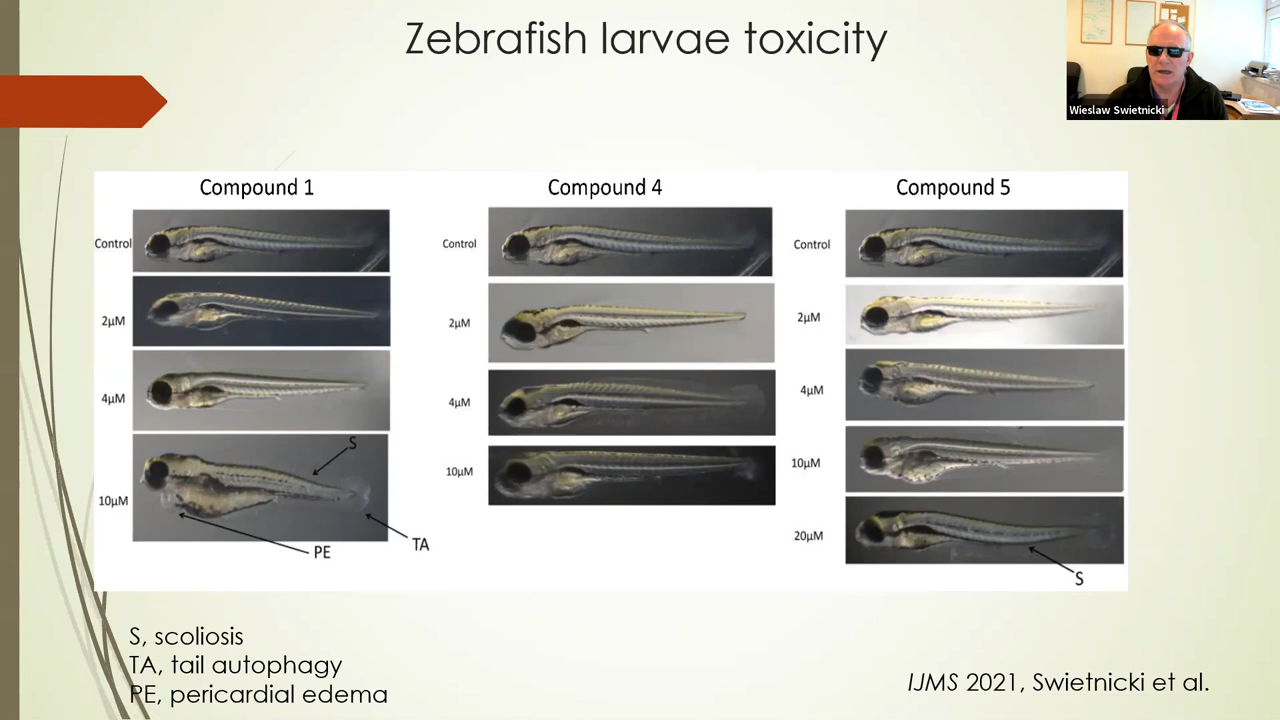 Zebrafish larvae toxicity
Wieslaw Swietnicki
Compound 1
Control
2µM
4µM
10µM
S
PE
TA
Compound 4
Control
2µM
4µM
10µM
Compound 5
Control
2µM
4µM
10µM
20µM
S
S, scoliosis
TA, tail autophagy
PE, pericardial edema
IJMS 2021, Swietnicki et al.